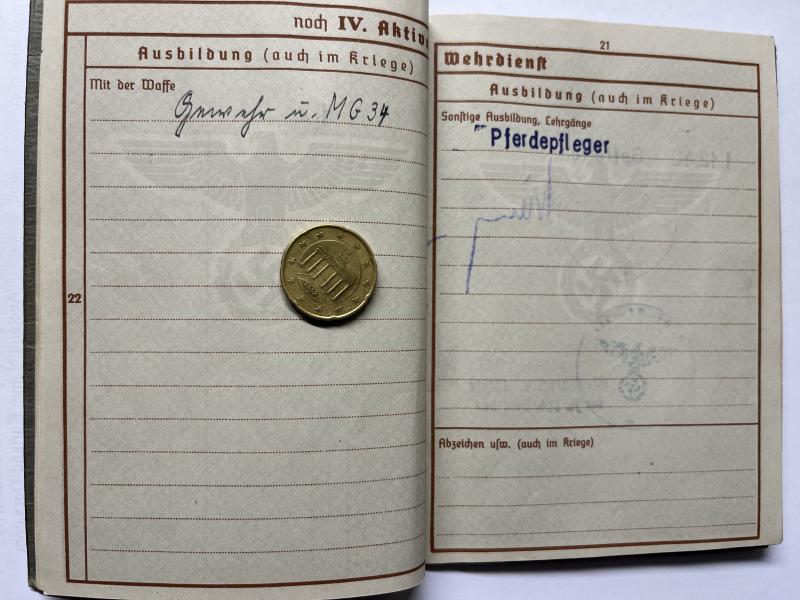 noch IV. Aktive
Ausbildung (auch im Kriege)
Mit der Waffe
Gewehr u. MG 34
22
21
Wehrdienst
Ausbildung (auch im Kriege)
Sonstige Ausbildung, Lehrgänge
Pferdepfleger
Abzeichen usw. (auch im Kriege)